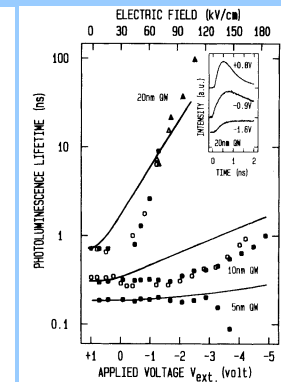 ELECTRIC FIELD (kV/cm)
0 30 60 90 120 150 180
100
10
1
0.1
PHOTOLUMINESCENCE LIFETIME (ns)
20nm QW
10nm QW
5nm QW
INTENSITY (a.u.)
+0.8V
-0.9V
-1.6V
0 1 2
TIME (ns)
20nm QW
+1 0 -1 -2 -3 -4 -5
APPLIED VOLTAGE Vext. (volt)